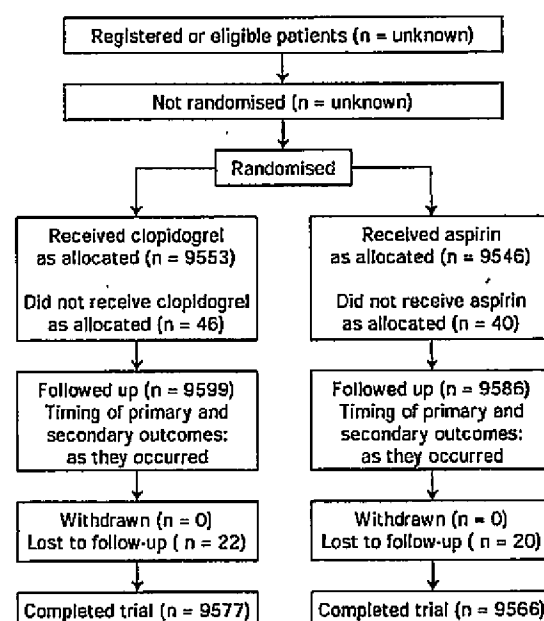 Registered or eligible patients (n = unknown)
Not randomised (n = unknown)
Randomised
Received clopidogrel
as allocated (n = 9553)
Did not receive clopidogrel
as allocated (n = 46)
Followed up (n = 9599)
Timing of primary and
secondary outcomes:
as they occurred
Withdrawn (n = 0)
Lost to follow-up ( n = 22)
Completed trial (n = 9577)
Received aspirin
as allocated (n = 9546)
Did not receive aspirin
as allocated (n = 40)
Followed up (n = 9586)
Timing of primary and
secondary outcomes:
as they occurred
Withdrawn (n = 0)
Lost to follow-up ( n = 20)
Completed trial (n = 9566)